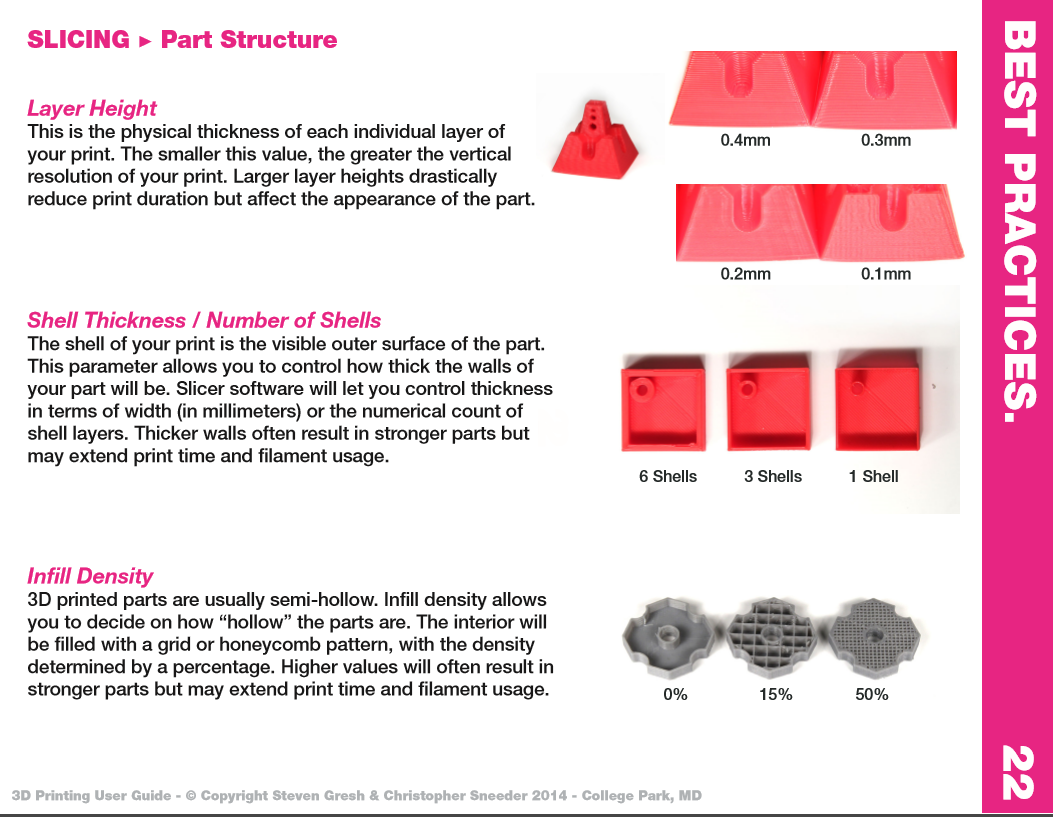 SLICING ► Part Structure
Layer Height
This is the physical thickness of each individual layer of
your print. The smaller this value, the greater the vertical
resolution of your print. Larger layer heights drastically
reduce print duration but affect the appearance of the part.
0.4mm
0.3mm
0.2mm
0.1mm
Shell Thickness / Number of Shells
The shell of your print is the visible outer surface of the part.
This parameter allows you to control how thick the walls of
your part will be. Slicer software will let you control thickness
in terms of width (in millimeters) or the numerical count of
shell layers. Thicker walls often result in stronger parts but
may extend print time and filament usage.
6 Shells
3 Shells
1 Shell
Infill Density
3D printed parts are usually semi-hollow. Infill density allows
you to decide on how “hollow” the parts are. The interior will
be filled with a grid or honeycomb pattern, with the density
determined by a percentage. Higher values will often result in
stronger parts but may extend print time and filament usage.
0%
15%
50%
3D Printing User Guide - © Copyright Steven Gresh & Christopher Sneeder 2014 - College Park, MD
BEST PRACTICES.
22